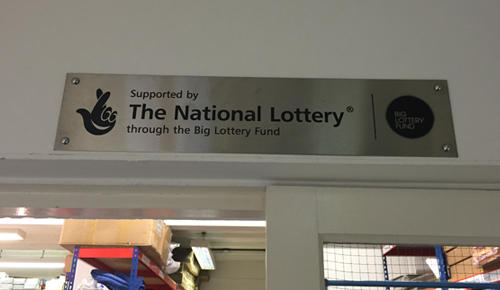 Supported by
The National Lottery®
through the Big Lottery Fund
BIG
LOTTERY
FUND